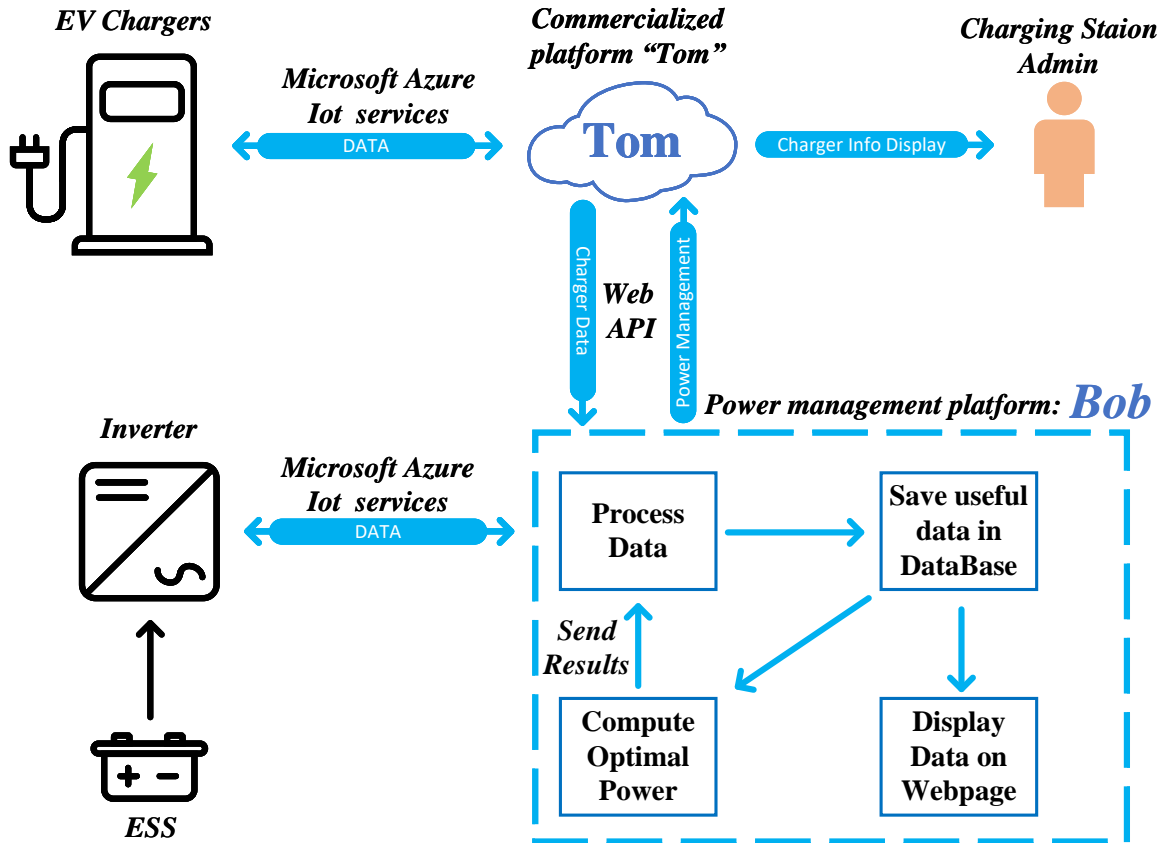 EV Chargers
Commercialized
platform “Tom”
Charging Staion
Admin
Microsoft Azure
Iot services
DATA
Tom
Charger Info Display
Charger Data
Web
API
Power Management
Power management platform: Bob
Inverter
Microsoft Azure
Iot services
DATA
Process
Data
Save useful
data in
DataBase
Send
Results
Compute
Optimal
Power
Display
Data on
Webpage
ESS